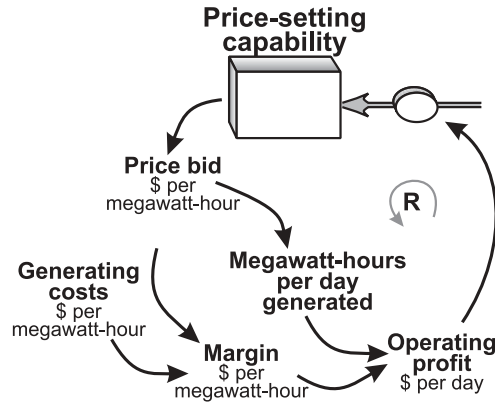 Price-setting
capability
Price bid
$ per
megawatt-hour
R
Megawatt-hours
per day
generated
Generating
costs
$ per
megawatt-hour
Margin
$ per
megawatt-hour
Operating
profit
$ per day